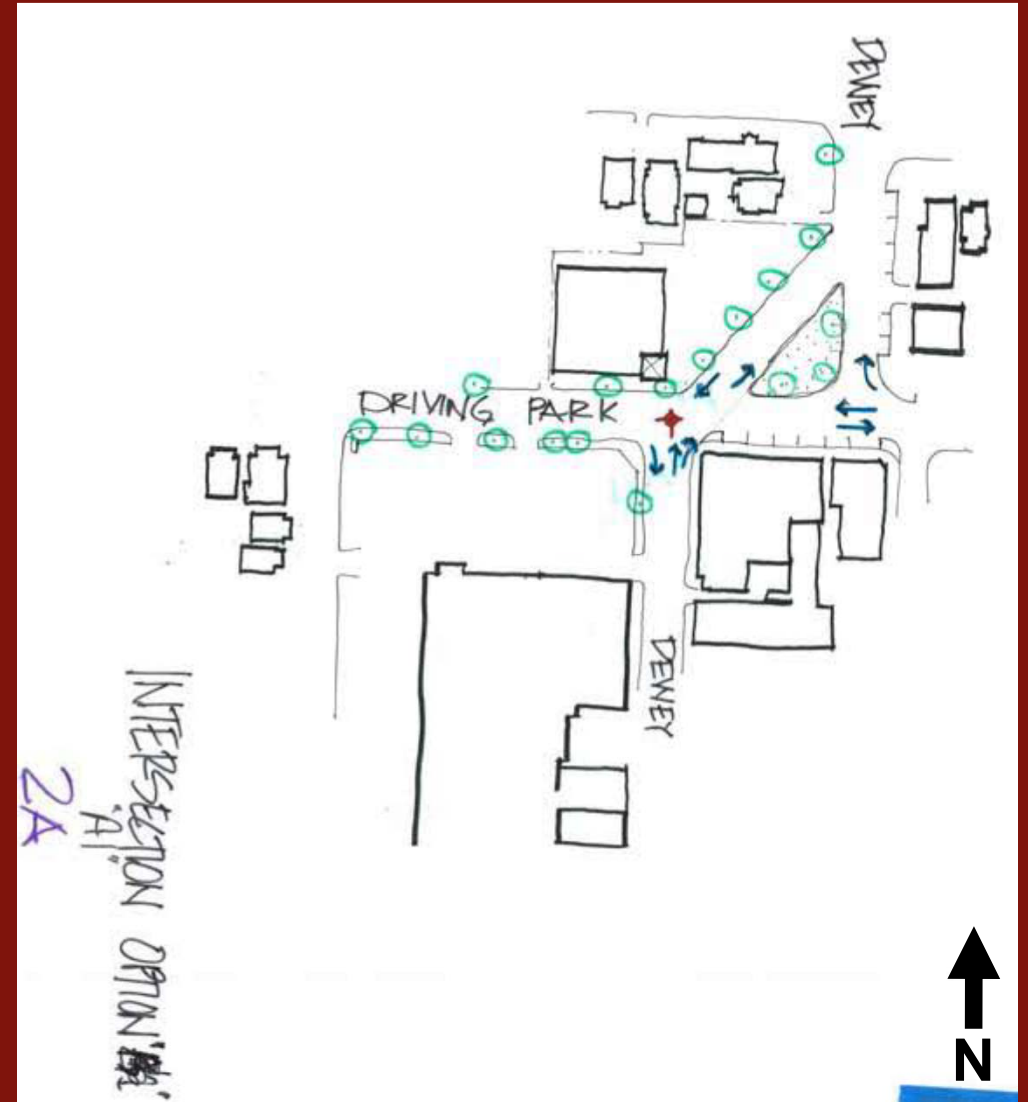 DEWEY
DRIVING PARK
DEWEY
INTERSECTION OPTION
"A"
2A
N